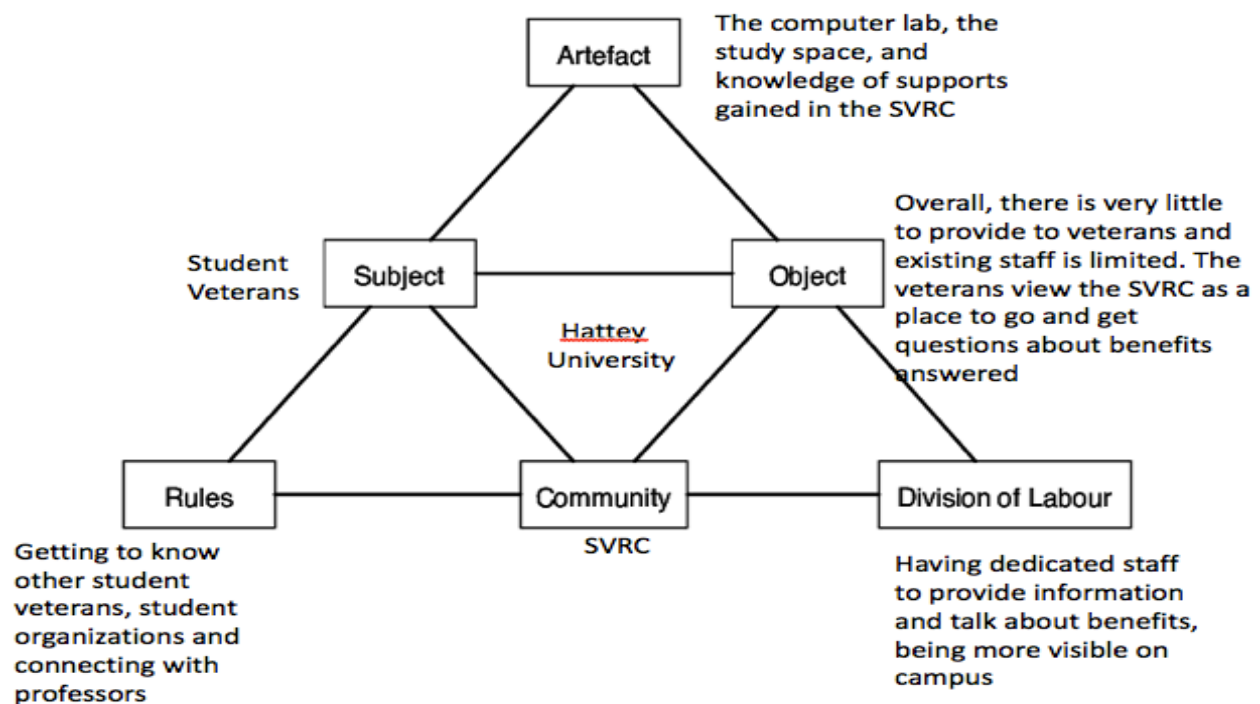 Artefact
The computer lab, the
study space, and
knowledge of supports
gained in the SVRC
Student
Veterans
Subject
Object
Overall, there is very little
to provide to veterans and
existing staff is limited. The
veterans view the SVRC as a
place to go and get
questions about benefits
answered
Hattey
University
Rules
Community
Division of Labour
Getting to know
other student
veterans, student
organizations and
connecting with
professors
SVRC
Having dedicated staff
to provide information
and talk about benefits,
being more visible on
campus